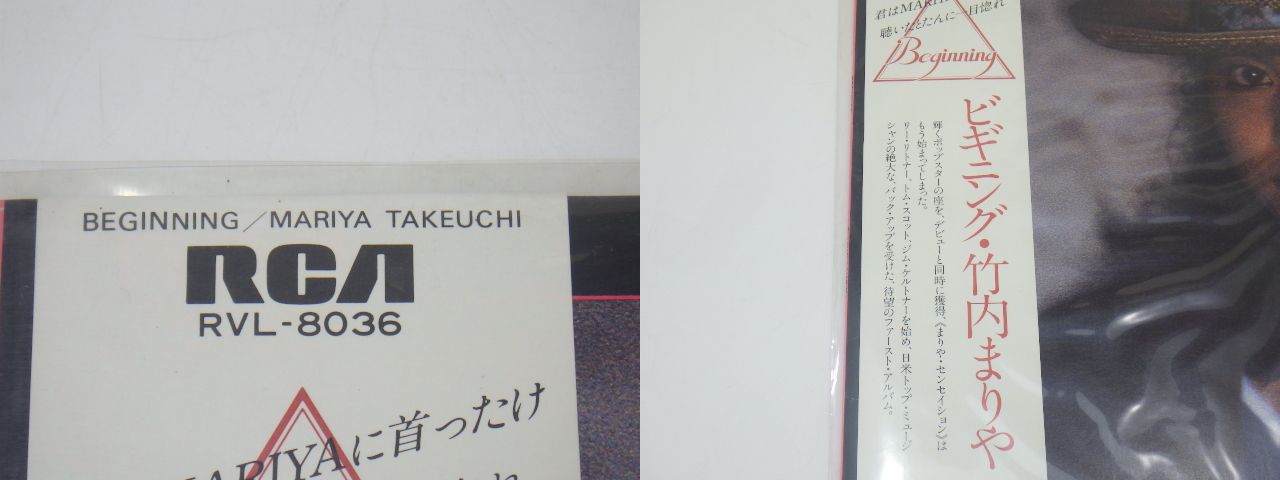 BEGINNING/MARIYA TAKEUCHI
RCA
RVL-8036
MARIYAに首ったけ
君はMARIYA
聴いたとたんに一目惚れ
Beginning
ビギニング・竹内まりや
輝くポップスターの座を、デビューと同時に獲得、《まりや・センセイション》は
もう始まってしまった。
リー・リトナー、トム・スコット、ジム・ケルトナーを始め、日米トップ・ミュージ
シャンの絶大な、バック・アップを受けた、待望のファースト・アルバム。